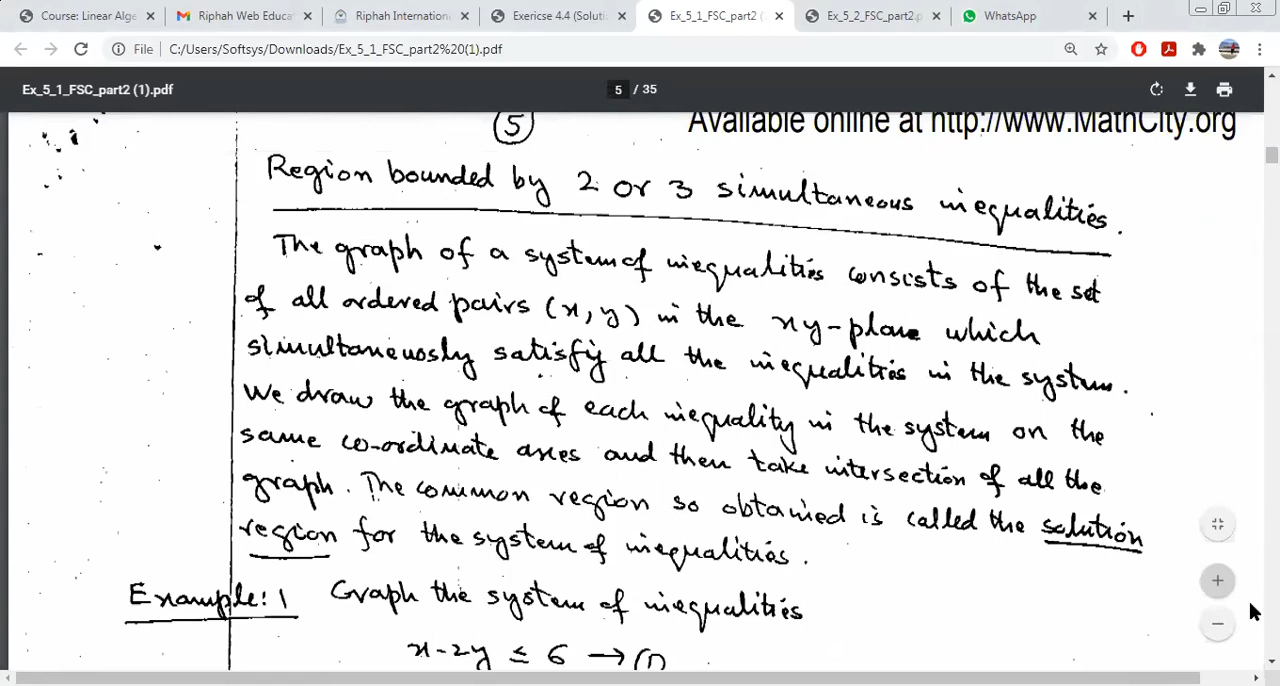 Course: Linear Alge
Riphah Web Educa
Riphah Internation
Exericse 4.4 (Soluti
Ex_5_1_FSC_part2 (
Ex_5_2_FSC_part2.p
WhatsApp
File
C:/Users/Softsys/Downloads/Ex_5_1_FSC_part2%20(1).pdf
Ex_5_1_FSC_part2 (1).pdf
5 / 35
5
Available online at http://www.MathCity.org
Region bounded by 2 or 3 simultaneous inequalities.
The graph of a system of inequalities consists of the set
of all ordered pairs (x, y) in the xy-plane which
simultaneously satisfiy all the inequalities in the system.
We draw the graph of each inequality in the system on the
same co-ordinate axes and then take intersection of all the
graph. The common region so obtained is called the solution
region for the system of inequalities.
Example: 1 Graph the system of inequalities
x - 2y ≤ 6 → (1)